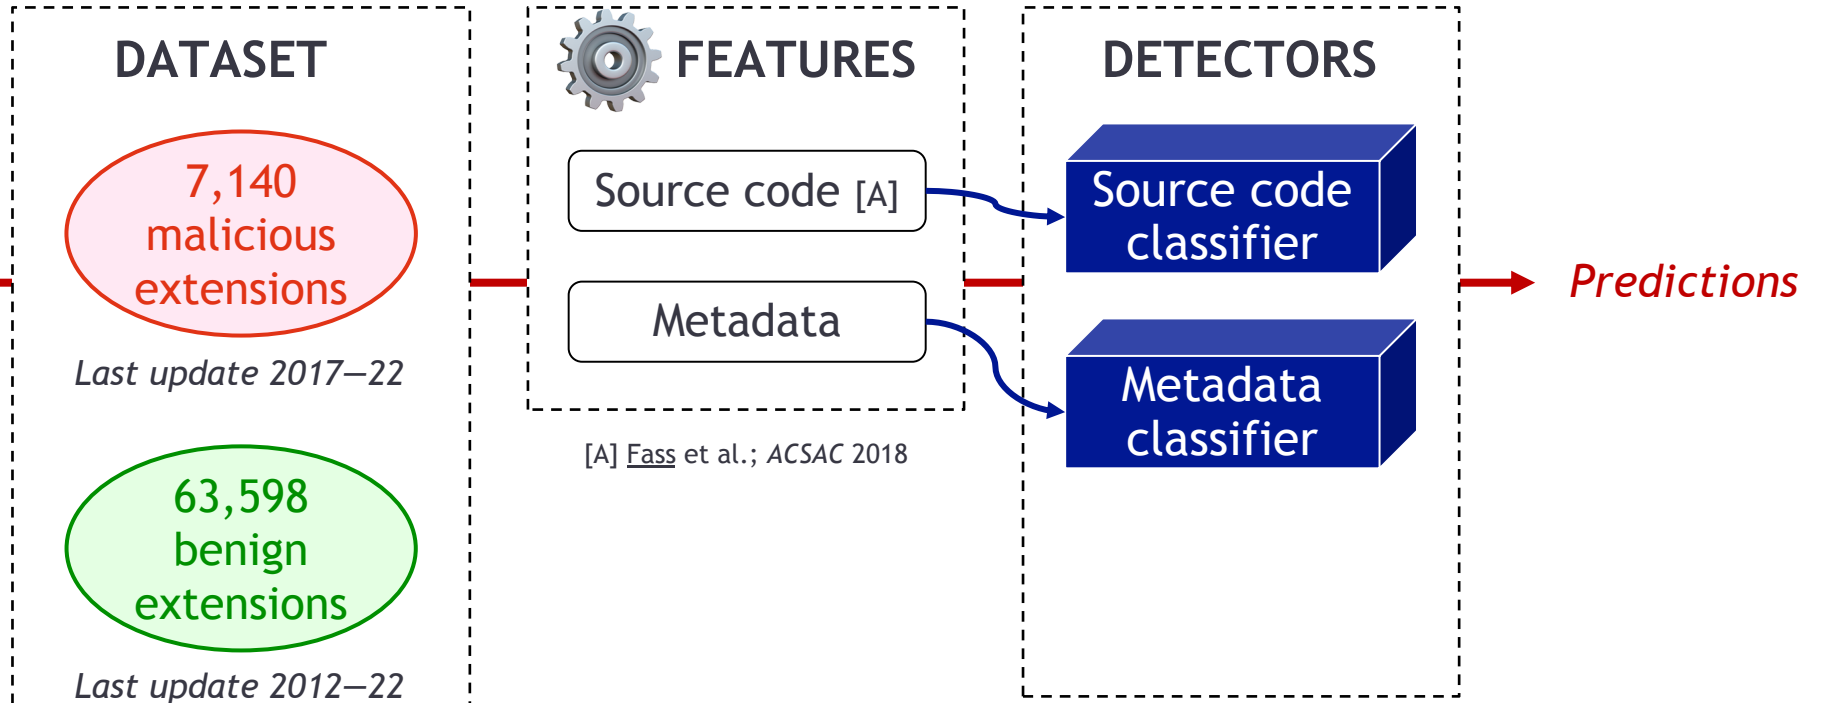 DATASET
7,140
malicious
extensions
Last update 2017—22
63,598
benign
extensions
Last update 2012—22
FEATURES
Source code [A]
Metadata
[A] Fass et al.; ACSAC 2018
DETECTORS
Source code
classifier
Metadata
classifier
Predictions